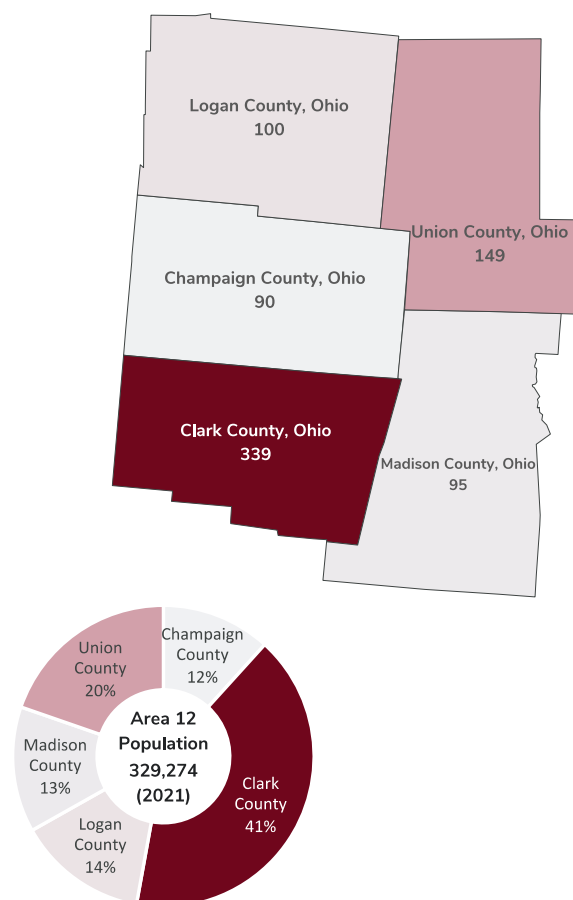 Logan County, Ohio
100
Union County, Ohio
149
Champaign County, Ohio
90
Clark County, Ohio
339
Madison County, Ohio
95
Champaign
County
12%
Union
County
20%
Area 12
Population
329,274
(2021)
Madison
County
13%
Clark
County
41%
Logan
County
14%